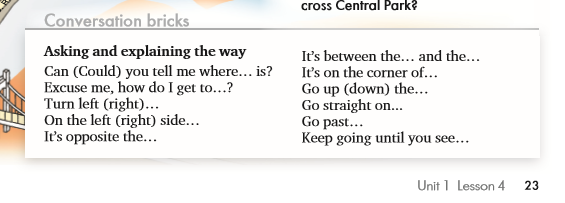 cross Central Park?
Conversation bricks
Asking and explaining the way
Can (Could) you tell me where… is?
Excuse me, how do I get to…?
Turn left (right)…
On the left (right) side…
It's opposite the…
It's between the… and the…
It's on the corner of…
Go up (down) the…
Go straight on...
Go past…
Keep going until you see…
Unit 1 Lesson 4 23